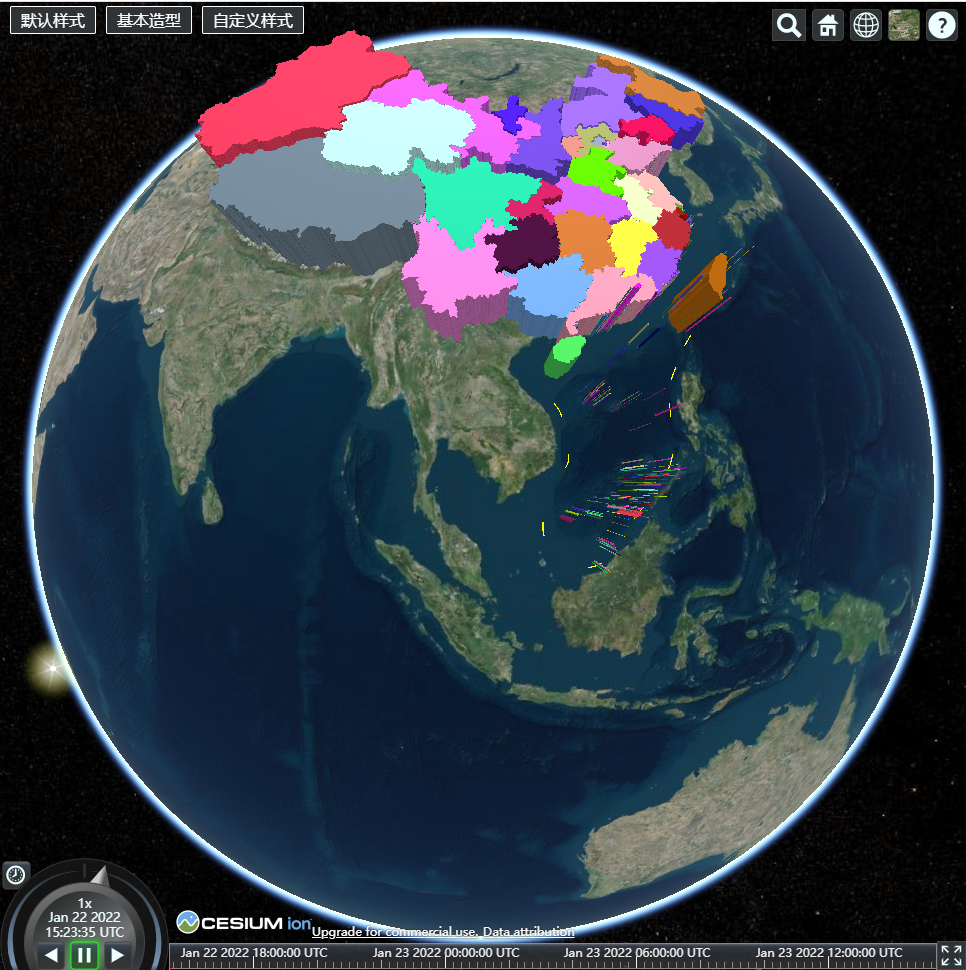 默认样式 基本造型 自定义样式
?
1x
Jan 22 2022
15:23:35 UTC
CESIUM ion
Upgrade for commercial use. Data attribution
Jan 22 2022 18:00:00 UTC Jan 23 2022 00:00:00 UTC Jan 23 2022 06:00:00 UTC Jan 23 2022 12:00:00 UTC